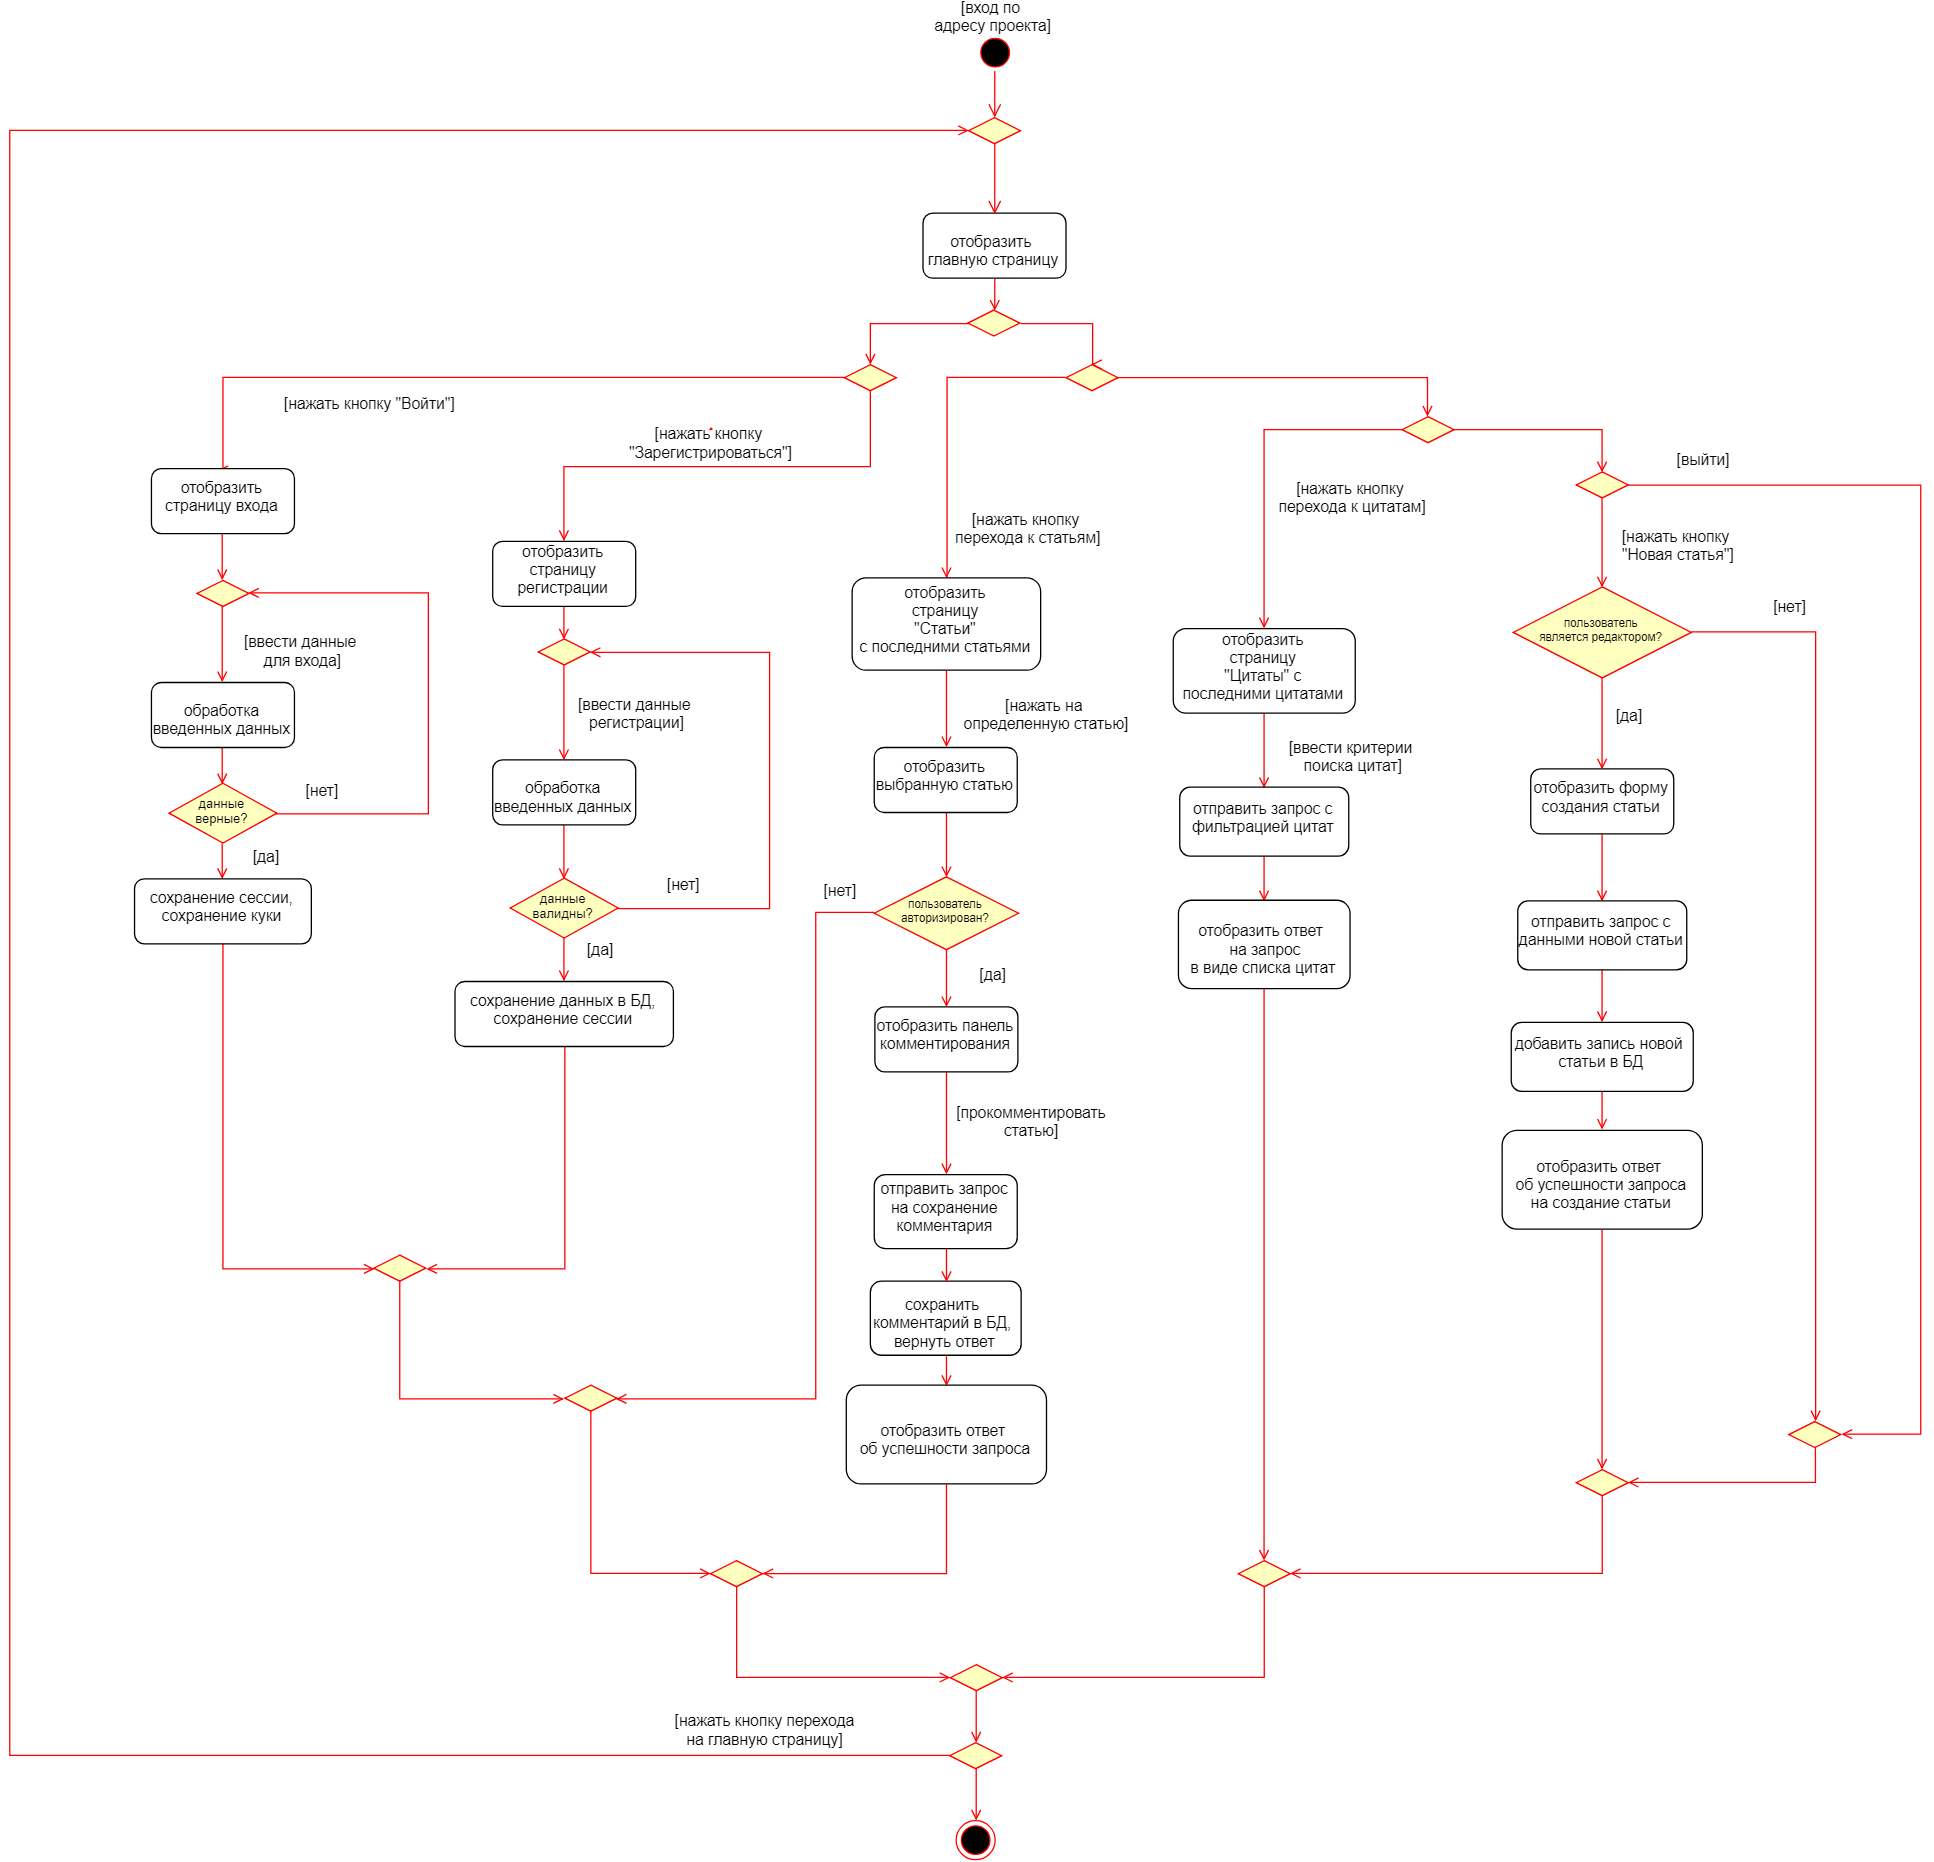 [вход по
адресу проекта]
отобразить
главную страницу
[нажать кнопку "Войти"]
отобразить
страницу входа
[ввести данные
для входа]
обработка
введенных данных
данные
верные?
[нет]
[да]
сохранение сессии,
сохранение куки
[нажать кнопку
"Зарегистрироваться"]
отобразить
страницу
регистрации
[ввести данные
регистрации]
обработка
введенных данных
данные
валидны?
[нет]
[да]
сохранение данных в БД,
сохранение сессии
[нажать кнопку
перехода к статьям]
отобразить
страницу
"Статьи"
с последними статьями
[нажать на
определенную статью]
отобразить
выбранную статью
пользователь
авторизирован?
[нет]
[да]
отобразить панель
комментирования
[прокомментировать
статью]
отправить запрос
на сохранение
комментария
сохранить
комментарий в БД,
вернуть ответ
отобразить ответ
об успешности запроса
[нажать кнопку
перехода к цитатам]
отобразить
страницу
"Цитаты" с
последними цитатами
[ввести критерии
поиска цитат]
отправить запрос с
фильтрацией цитат
отобразить ответ
на запрос
в виде списка цитат
[выйти]
[нажать кнопку
"Новая статья"]
пользователь
является редактором?
[нет]
[да]
отобразить форму
создания статьи
отправить запрос с
данными новой статьи
добавить запись новой
статьи в БД
отобразить ответ
об успешности запроса
на создание статьи
[нажать кнопку перехода
на главную страницу]